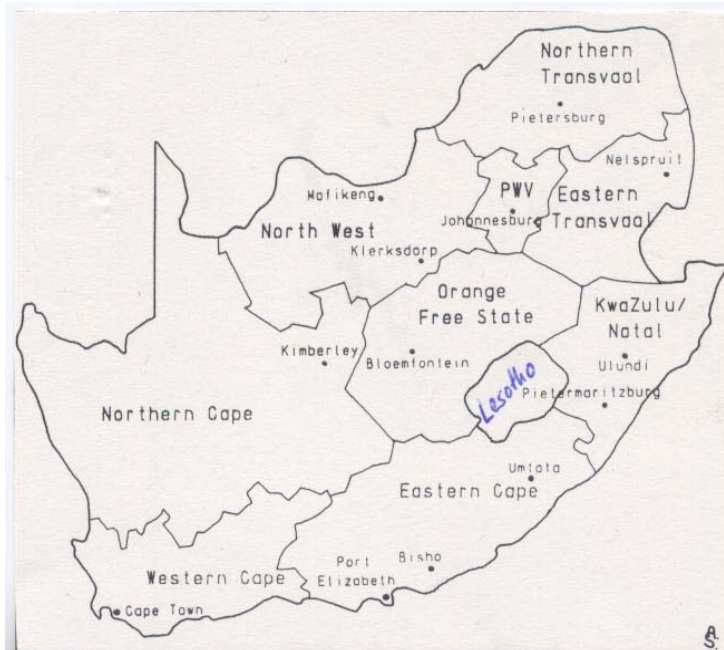 Northern
Transvaal
Pietersburg
Nelspruit
PWV
Eastern
Transvaal
Johannesburg
Mafikeng
North West
Klerksdorp
Orange
Free State
KwaZulu/
Natal
Bloemfontein
Ulundi
Kimberley
Lesotho
Pietermaritzburg
Northern Cape
Umtata
Eastern Cape
Port
Elizabeth
Bisho
Western Cape
Cape Town
A.
S.